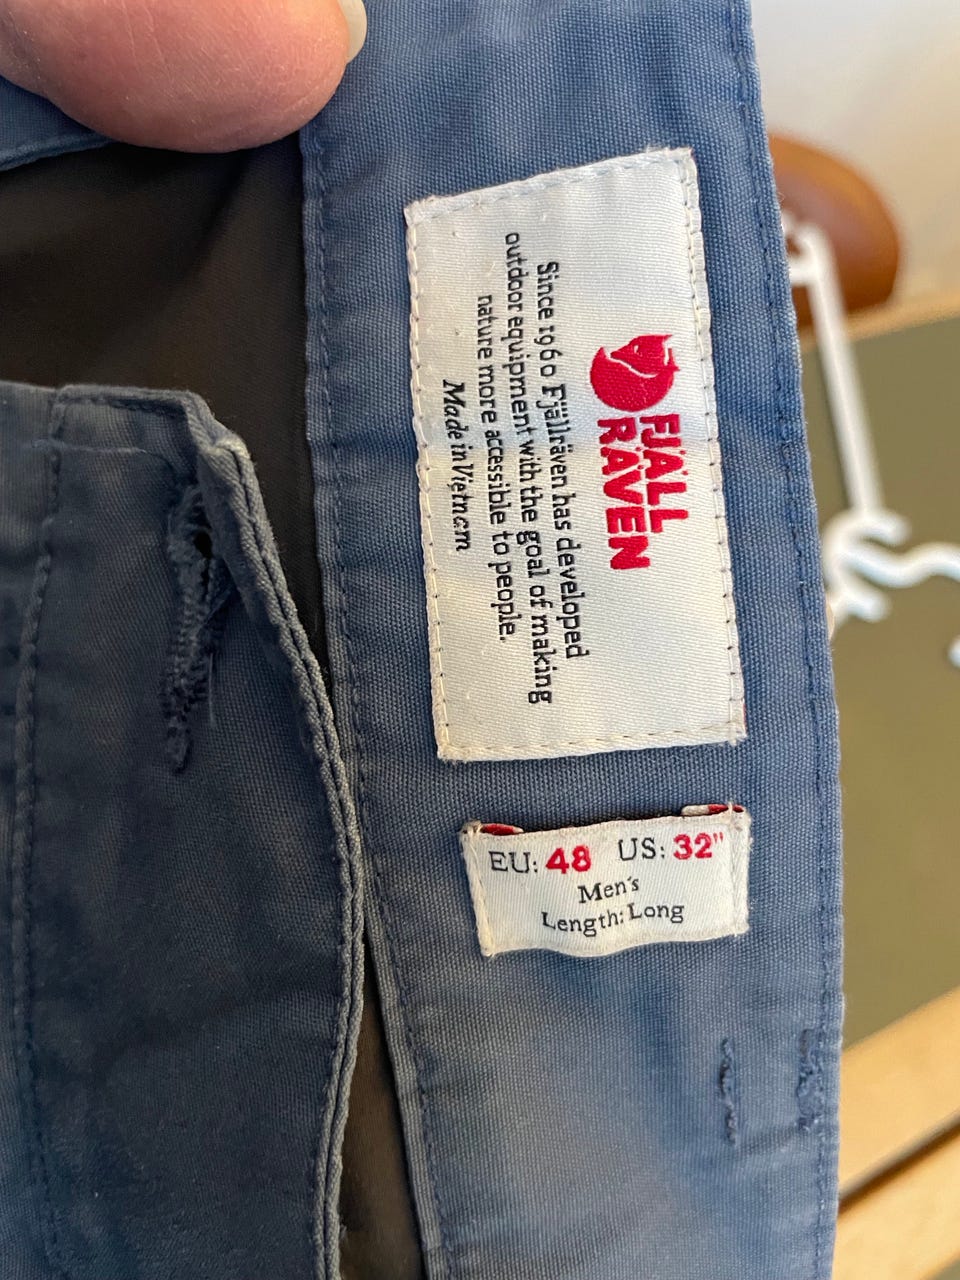 FJÄLL
RÄVEN
Since 1960 Fjällräven has developed
outdoor equipment with the goal of making
nature more accessible to people.
Made in Vietnam
EU: 48 US: 32"
Men's
Length: Long